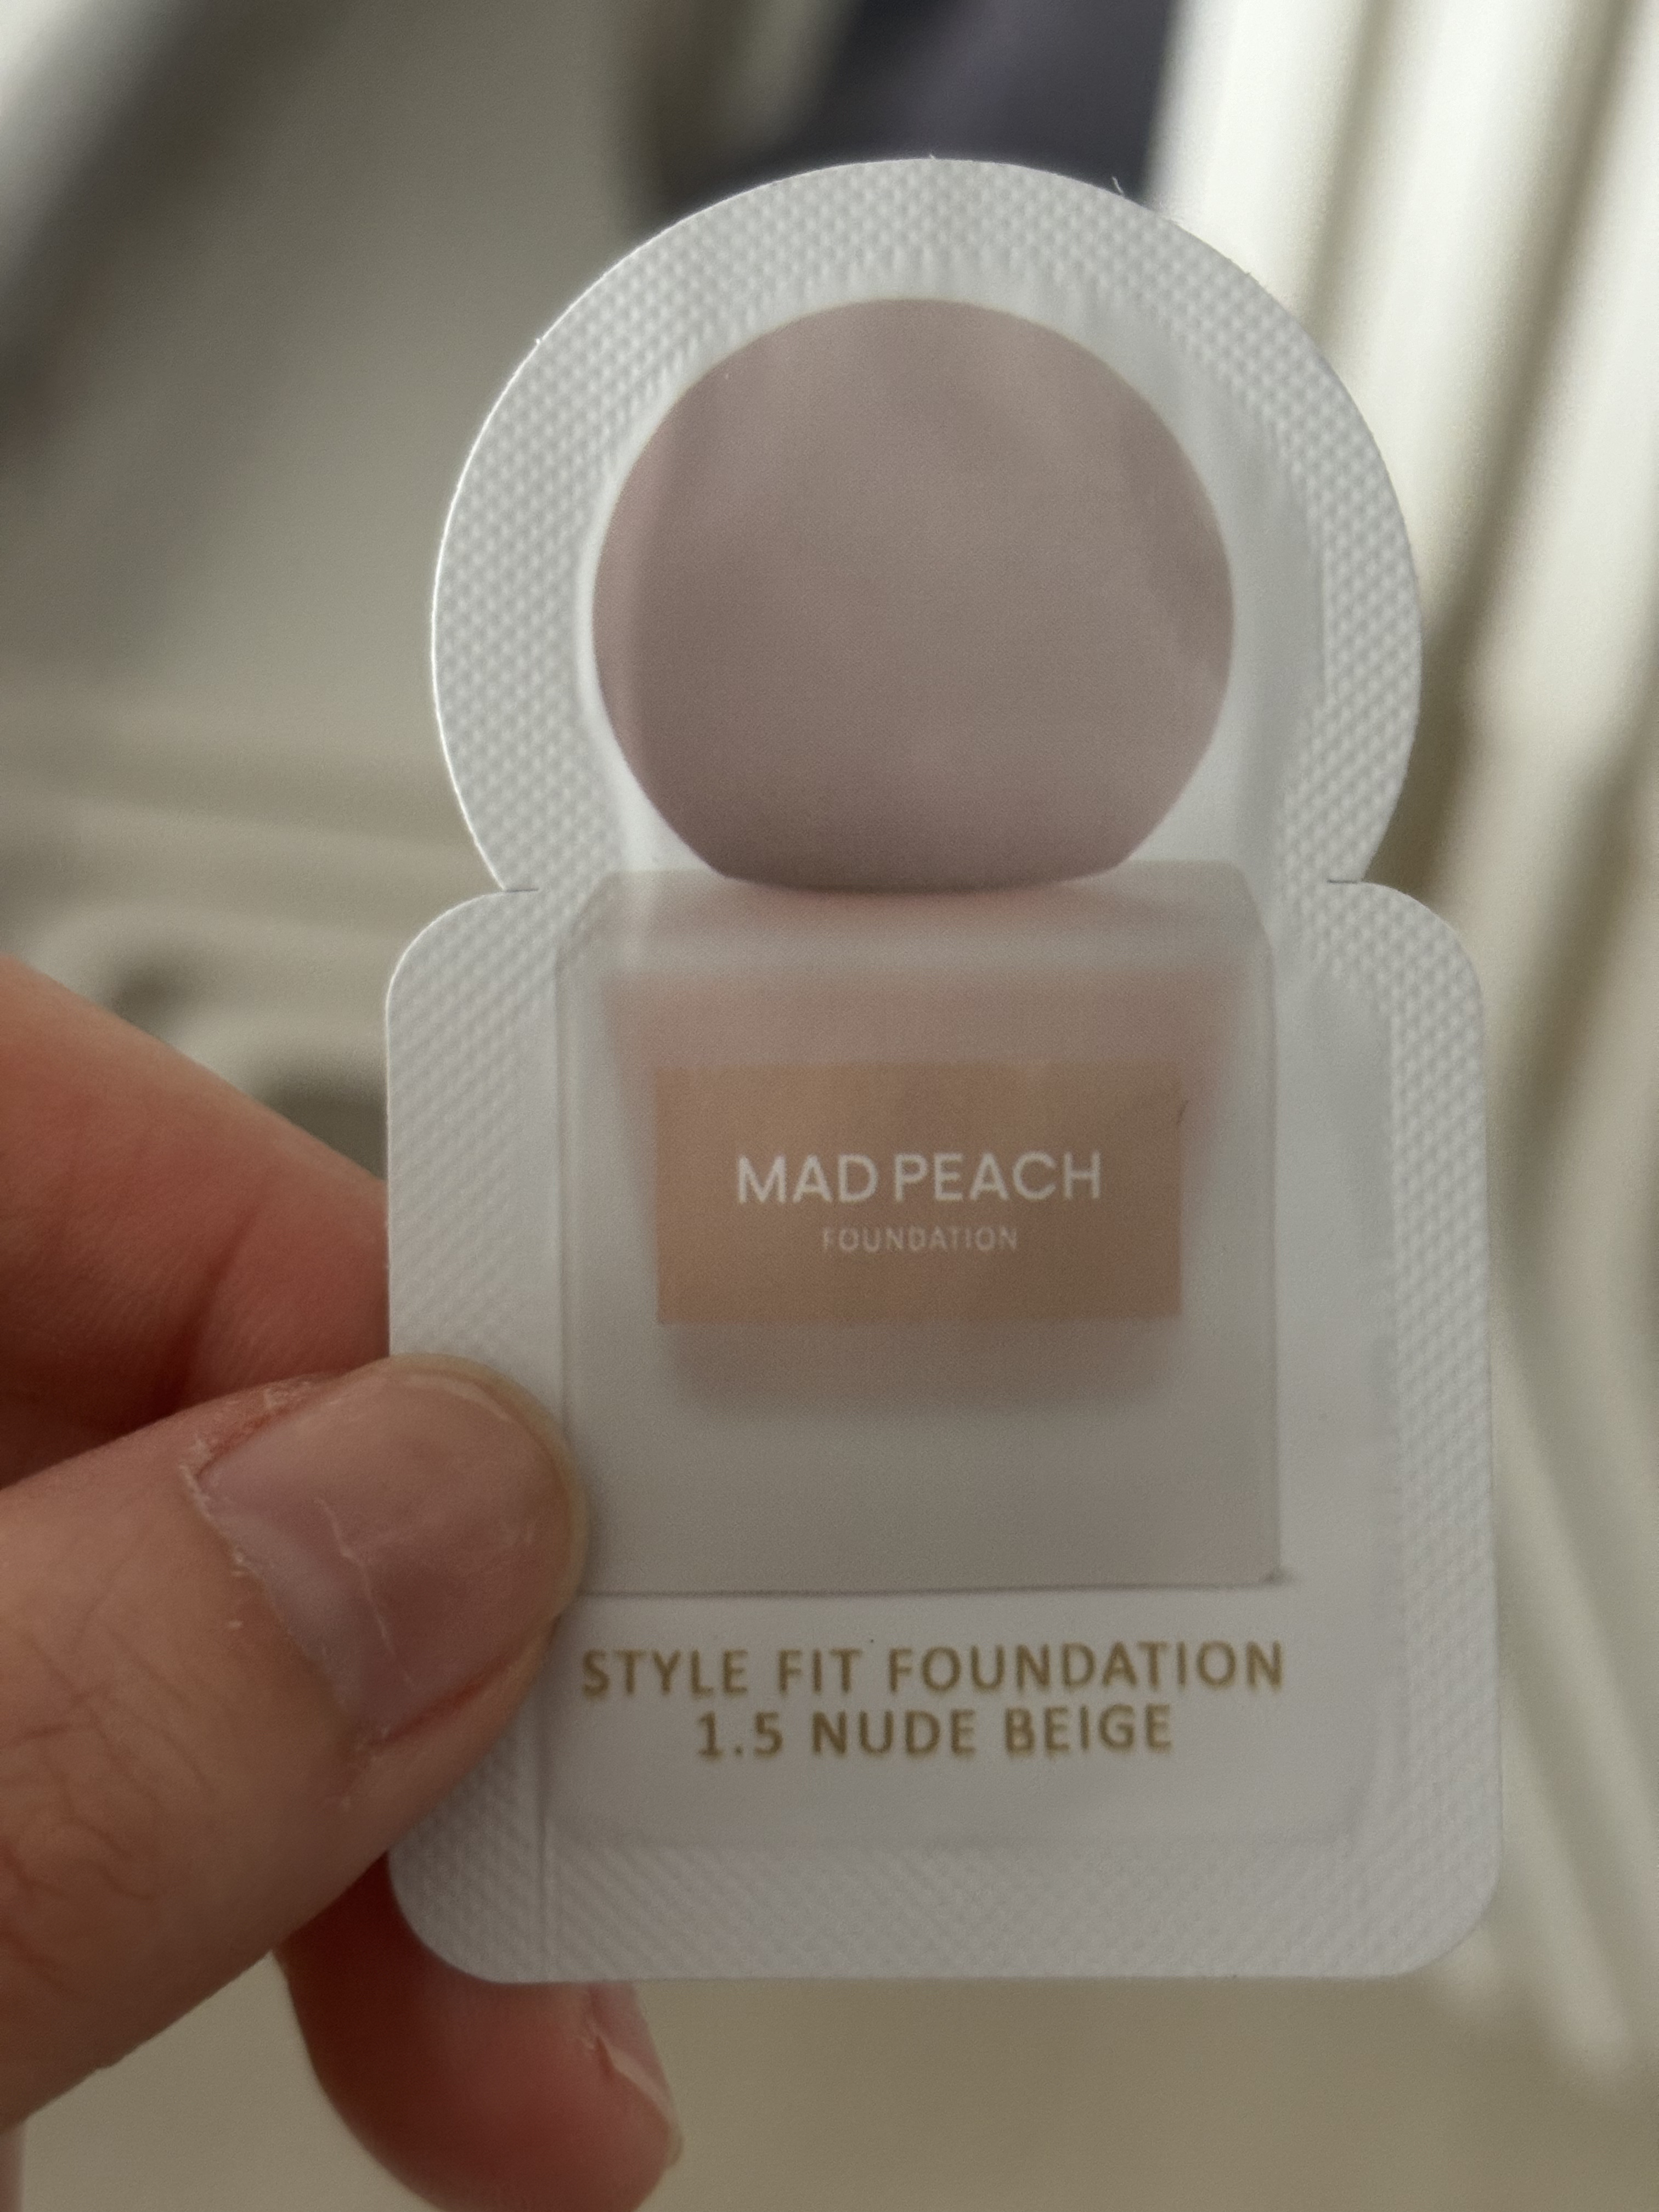 MAD PEACH
FOUNDATION
STYLE FIT FOUNDATION
1.5 NUDE BEIGE